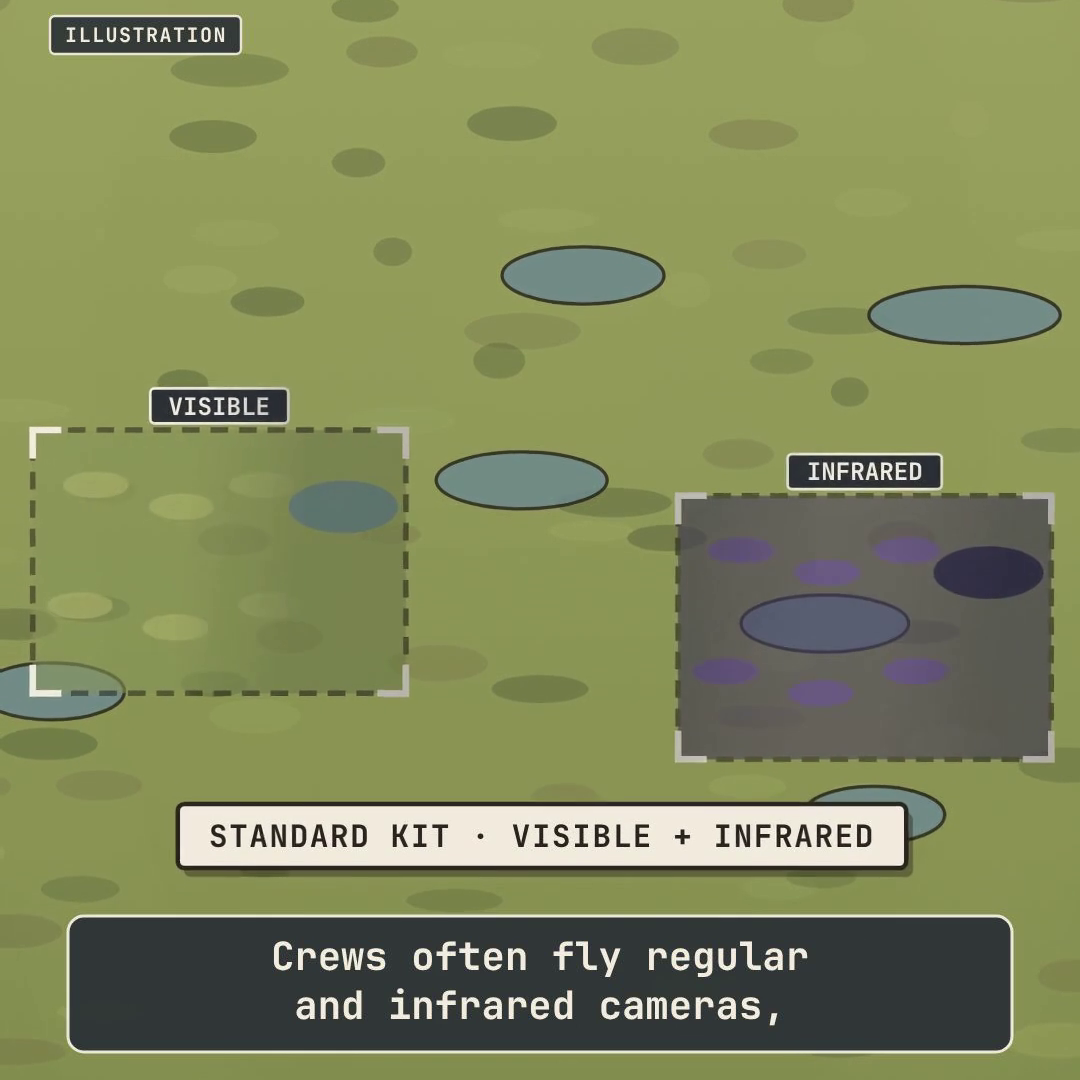 ILLUSTRATION
VISIBLE
INFRARED
STANDARD KIT · VISIBLE + INFRARED
Crews often fly regular
and infrared cameras,